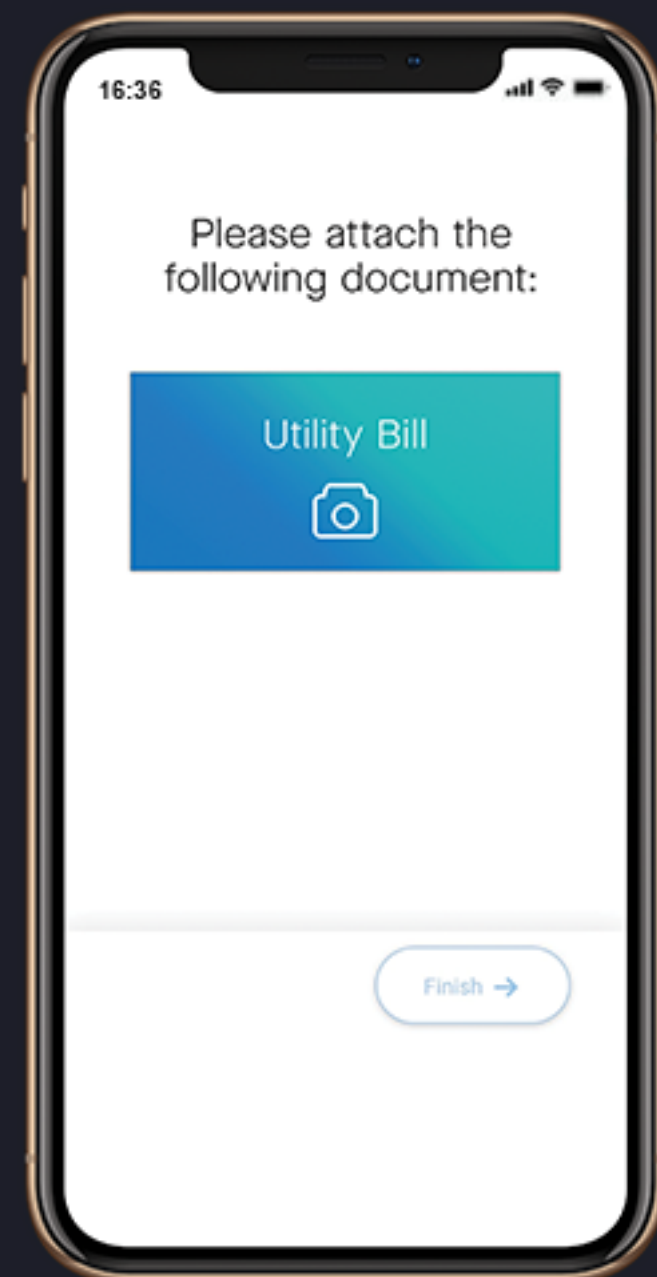 16:36
Please attach the
following document:
Utility Bill
Finish